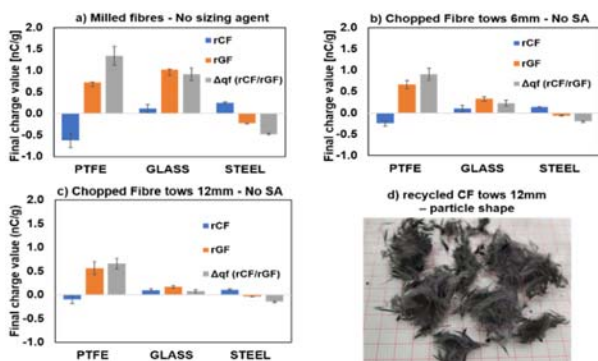 a) Milled fibres - No sizing agent
Final charge value [nC/g]
1.5
1.0
0.5
0.0
-0.5
-1.0
rCF
rGF
Δqf (rCF/rGF)
PTFE GLASS STEEL
b) Chopped Fibre tows 6mm - No SA
Final charge value [nC/g]
2.0
1.5
1.0
0.5
0.0
-0.5
-1.0
rCF
rGF
Δqf (rCF/rGF)
PTFE GLASS STEEL
c) Chopped Fibre tows 12mm - No SA
Final charge value (nC/g)
2.0
1.5
1.0
0.5
0.0
-0.5
-1.0
rCF
rGF
Δqf (rCF/rGF)
PTFE GLASS STEEL
d) recycled CF tows 12mm
– particle shape